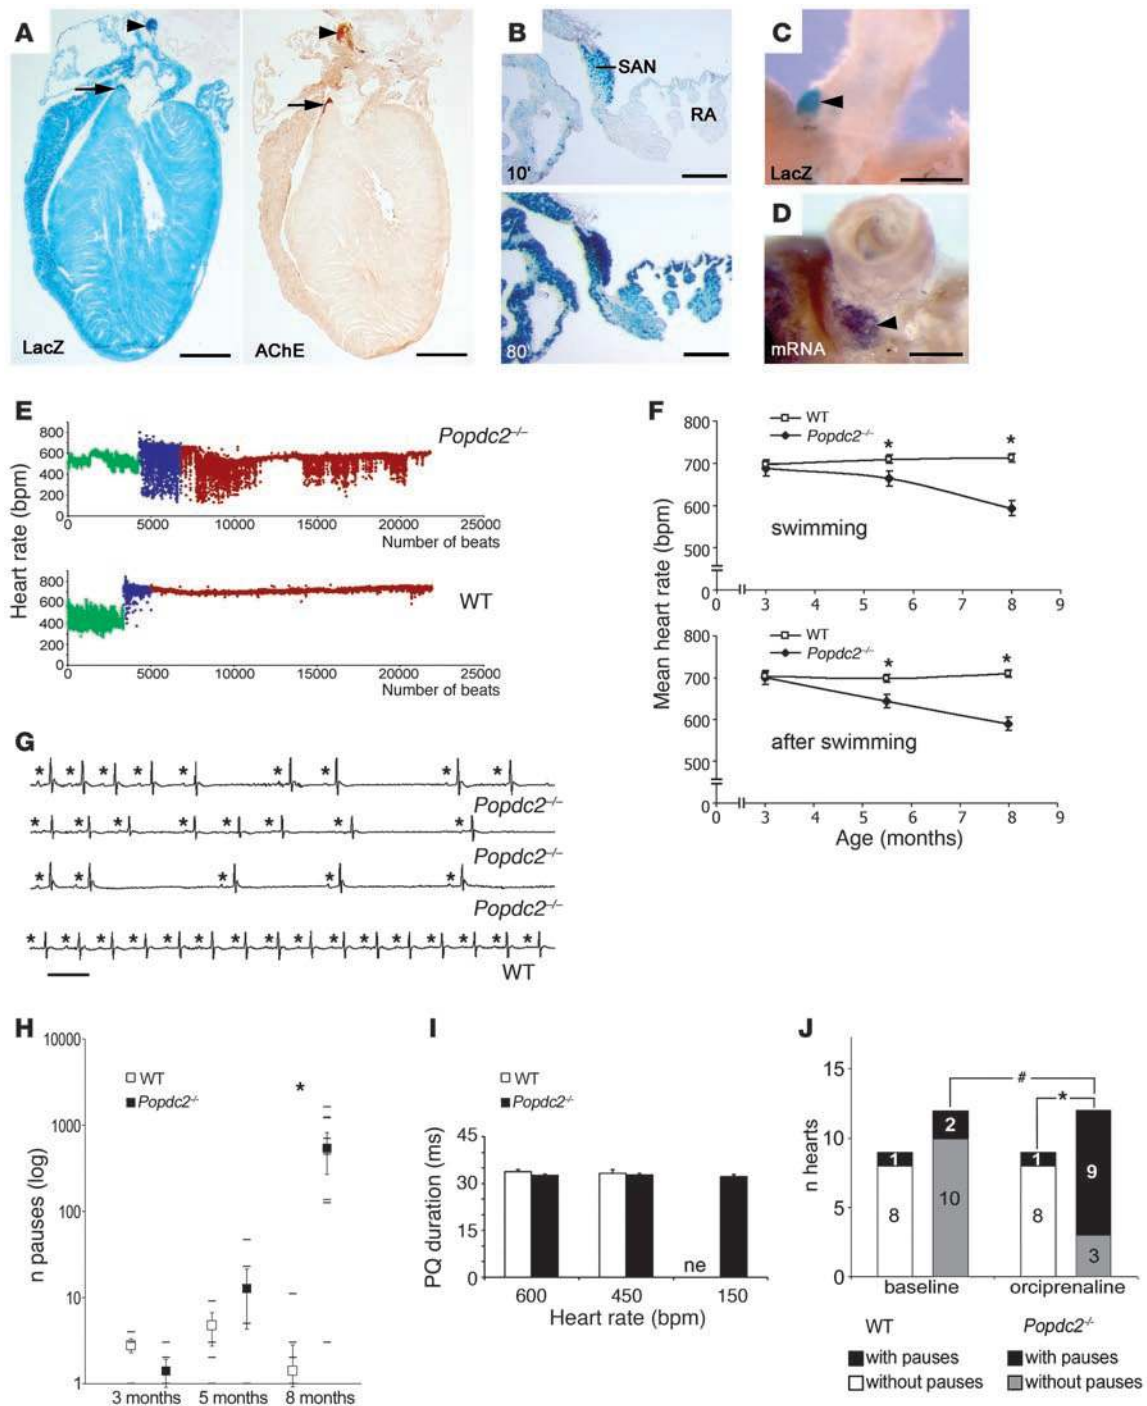 A
LacZ
AChE
B
SAN
RA
10'
80'
C
LacZ
D
mRNA
E
Heart rate (bpm)
800
600
400
200
0
Popdc2–/–
0 5000 10000 15000 20000 25000
Number of beats
800
600
400
200
0
WT
0 5000 10000 15000 20000 25000
Number of beats
F
Mean heart rate (bpm)
WT
Popdc2–/–
800
700
600
500
0
* *
swimming
0 3 4 5 6 7 8 9
WT
Popdc2–/–
800
700
600
500
0
* *
after swimming
0 3 4 5 6 7 8 9
Age (months)
G
* * * * * * * * *
Popdc2–/–
* * * * * * * *
Popdc2–/–
* * * * *
Popdc2–/–
* * * * * * * * * * * * * * *
WT
H
n pauses (log)
10000
1000
100
10
1
WT
Popdc2-/-
*
3 months 5 months 8 months
I
WT
Popdc2-/-
PQ duration (ms)
45
30
15
0
ne
600 450 150
Heart rate (bpm)
J
n hearts
15
10
5
0
#
*
1 2 1 9
8 10 8 3
baseline orciprenaline
WT Popdc2-/-
with pauses with pauses
without pauses without pauses